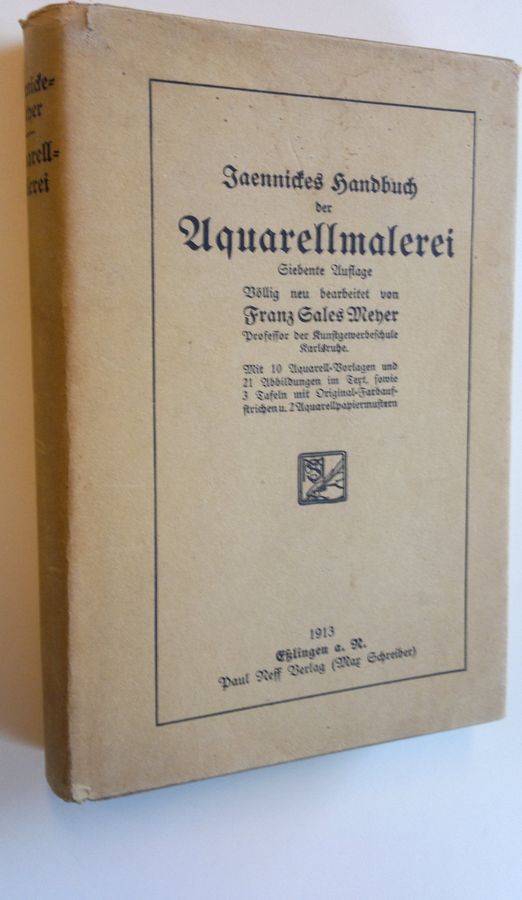 Jaennickes Handbuch
der
Aquarellmalerei
Siebente Auflage
Völlig neu bearbeitet von
Franz Sales Meyer
Professor der Kunstgewerbeschule
Karlsruhe.
Mit 10 Aquarell-Vorlagen und
21 Abbildungen im Text, sowie
3 Tafeln mit Original-Farbauf-
strichen u. 2 Aquarellpapiermustern
1913
Eßlingen a. N.
Paul Neff Verlag (Max Schreiber)